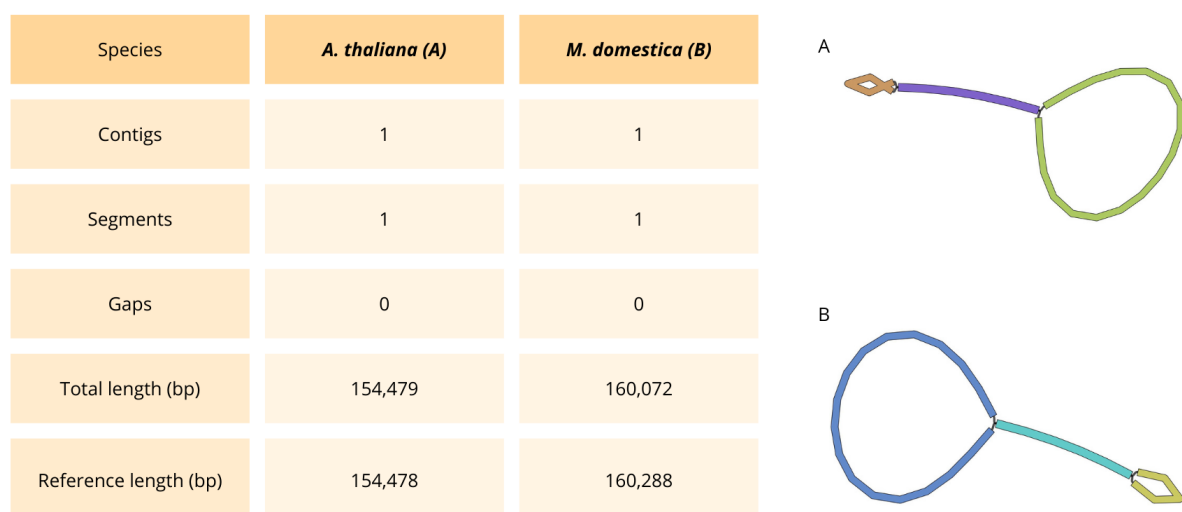 Species A. thaliana (A) M. domestica (B)
Contigs 1 1
Segments 1 1
Gaps 0 0
Total length (bp) 154,479 160,072
Reference length (bp) 154,478 160,288
A
B